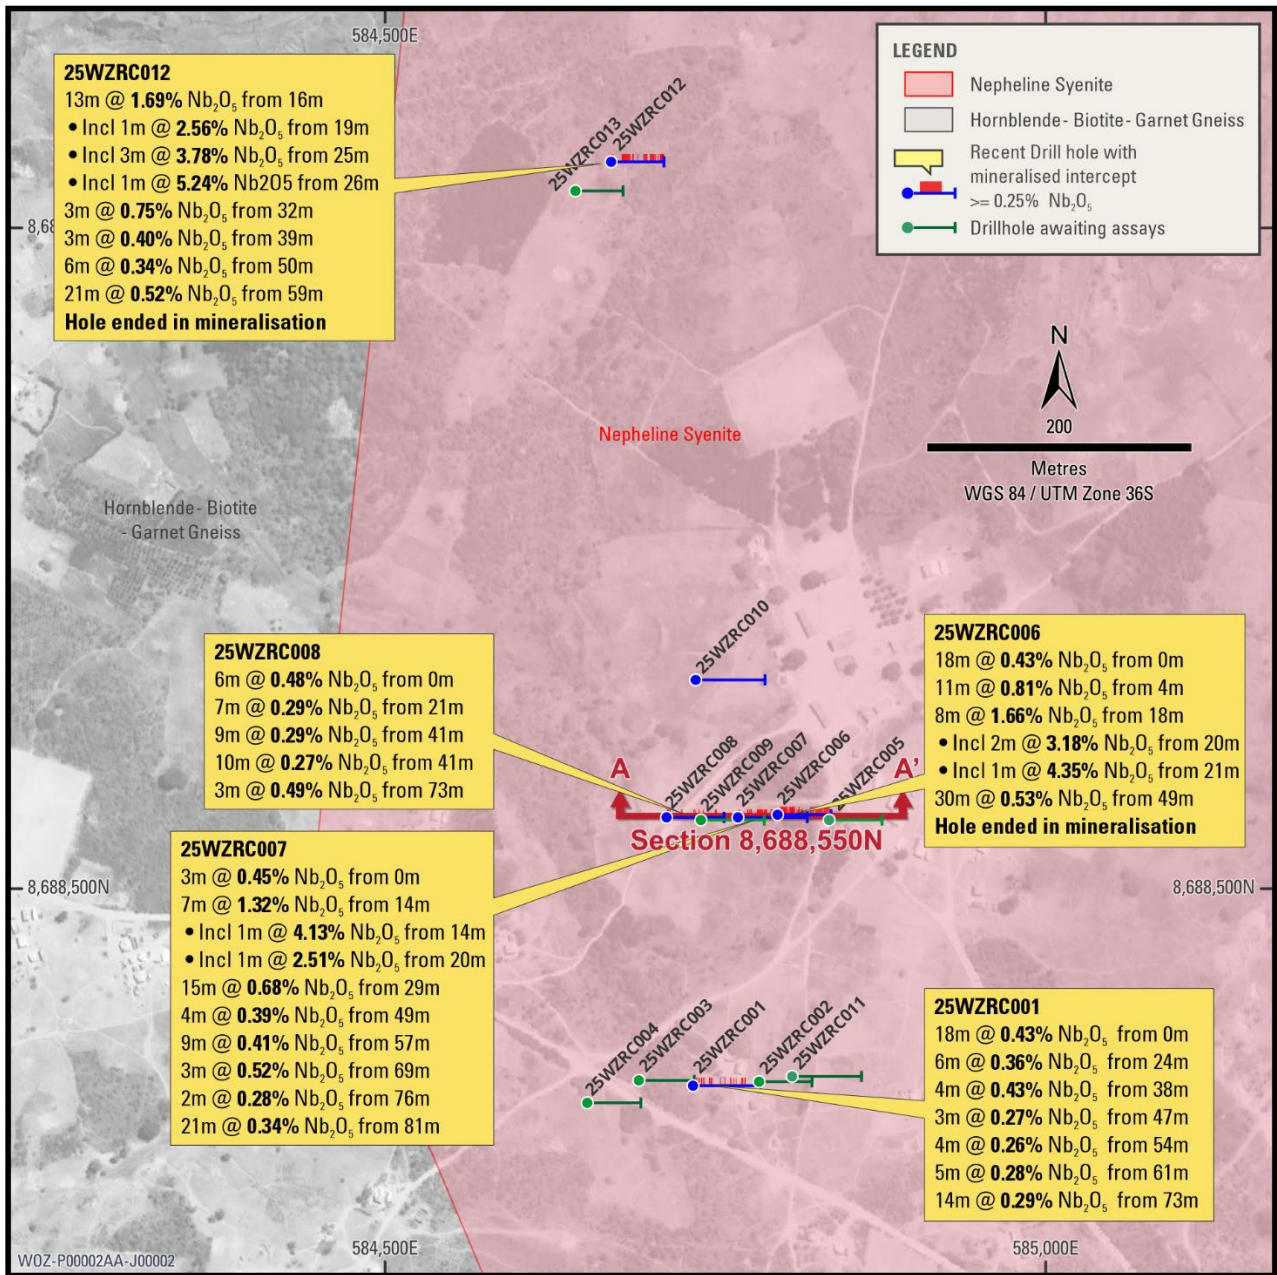 584,500E
25WZRC012
13m @ 1.69% Nb₂O₅ from 16m
• Incl 1m @ 2.56% Nb₂O₅ from 19m
• Incl 3m @ 3.78% Nb₂O₅ from 25m
• Incl 1m @ 5.24% Nb2O5 from 26m
3m @ 0.75% Nb₂O₅ from 32m
3m @ 0.40% Nb₂O₅ from 39m
6m @ 0.34% Nb₂O₅ from 50m
21m @ 0.52% Nb₂O₅ from 59m
Hole ended in mineralisation
8,68
25WZRC013
25WZRC012
LEGEND
Nepheline Syenite
Hornblende- Biotite- Garnet Gneiss
Recent Drill hole with
mineralised intercept
>= 0.25% Nb₂O₅
Drillhole awaiting assays
N
200
Metres
WGS 84 / UTM Zone 36S
Nepheline Syenite
Hornblende- Biotite
- Garnet Gneiss
25WZRC010
25WZRC008
6m @ 0.48% Nb₂O₅ from 0m
7m @ 0.29% Nb₂O₅ from 21m
9m @ 0.29% Nb₂O₅ from 41m
10m @ 0.27% Nb₂O₅ from 41m
3m @ 0.49% Nb₂O₅ from 73m
25WZRC006
18m @ 0.43% Nb₂O₅ from 0m
11m @ 0.81% Nb₂O₅ from 4m
8m @ 1.66% Nb₂O₅ from 18m
• Incl 2m @ 3.18% Nb₂O₅ from 20m
• Incl 1m @ 4.35% Nb₂O₅ from 21m
30m @ 0.53% Nb₂O₅ from 49m
Hole ended in mineralisation
A
25WZRC008
25WZRC009
25WZRC007
25WZRC006
25WZRC005
A'
Section 8,688,550N
25WZRC007
3m @ 0.45% Nb₂O₅ from 0m
7m @ 1.32% Nb₂O₅ from 14m
• Incl 1m @ 4.13% Nb₂O₅ from 14m
• Incl 1m @ 2.51% Nb₂O₅ from 20m
15m @ 0.68% Nb₂O₅ from 29m
4m @ 0.39% Nb₂O₅ from 49m
9m @ 0.41% Nb₂O₅ from 57m
3m @ 0.52% Nb₂O₅ from 69m
2m @ 0.28% Nb₂O₅ from 76m
21m @ 0.34% Nb₂O₅ from 81m
8,688,500N
8,688,500N
25WZRC004
25WZRC003
25WZRC001
25WZRC002
25WZRC011
25WZRC001
18m @ 0.43% Nb₂O₅ from 0m
6m @ 0.36% Nb₂O₅ from 24m
4m @ 0.43% Nb₂O₅ from 38m
3m @ 0.27% Nb₂O₅ from 47m
4m @ 0.26% Nb₂O₅ from 54m
5m @ 0.28% Nb₂O₅ from 61m
14m @ 0.29% Nb₂O₅ from 73m
WOZ-P00002AA-J00002
584,500E
585,000E